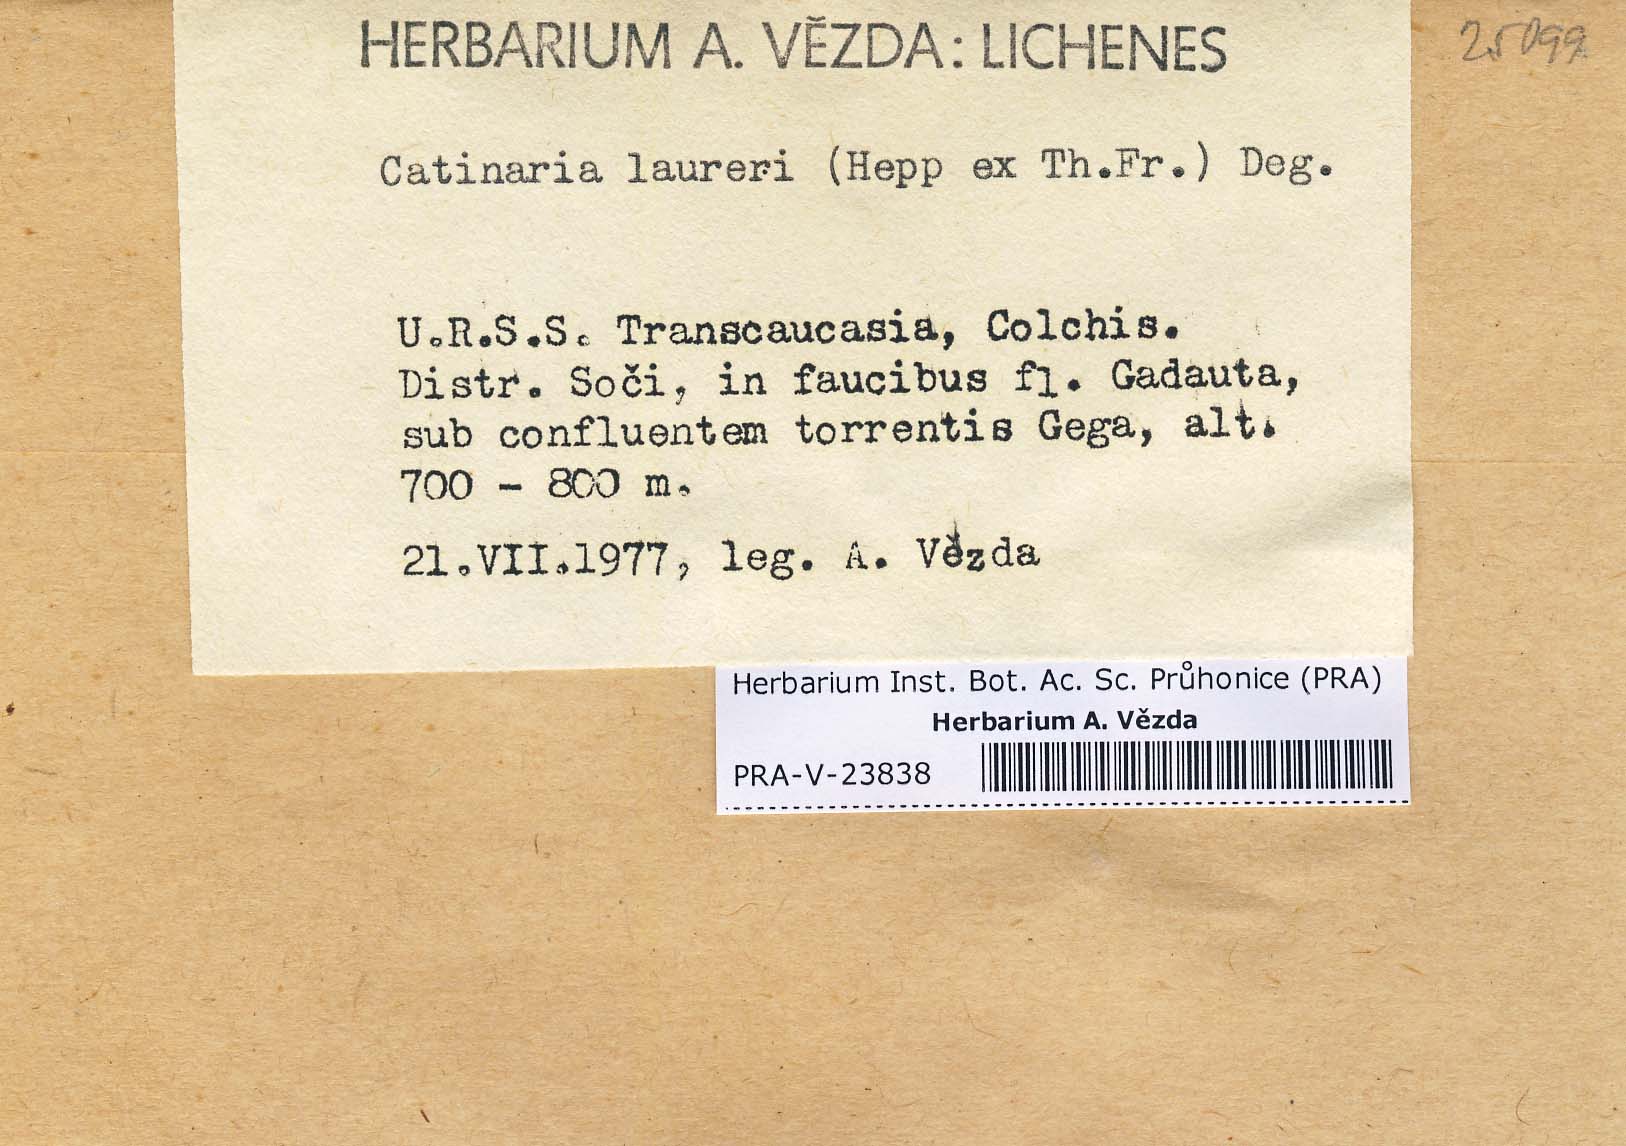 HERBARIUM A. VĚZDA: LICHENES
25099
Catinaria laureri (Hepp ex Th.Fr.) Deg.
U.R.S.S. Transcaucasia, Colchis.
Distr. Soči, in faucibus fl. Gadauta,
sub confluentem torrentis Gega, alt.
700 - 800 m.
21.VII.1977, leg. A. Vězda
Herbarium Inst. Bot. Ac. Sc. Průhonice (PRA)
Herbarium A. Vězda
PRA-V-23838